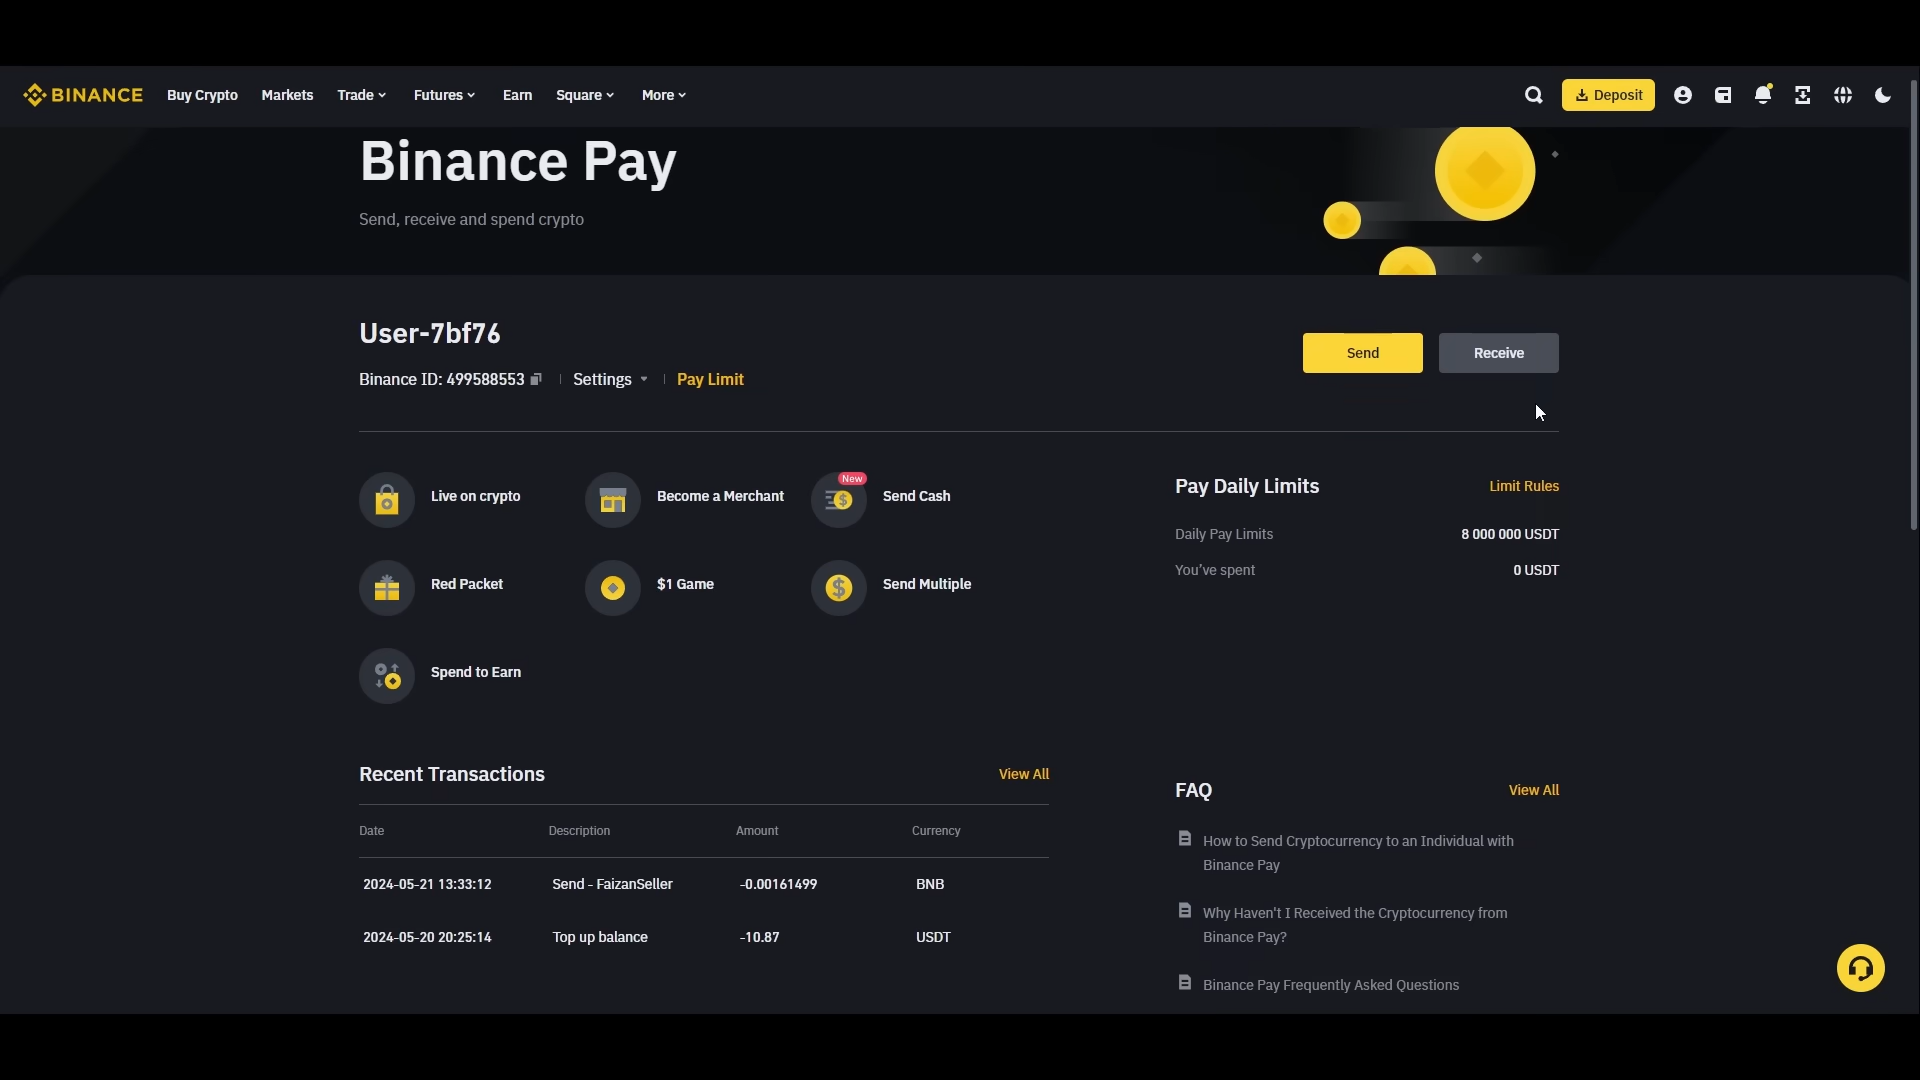 BINANCE Buy Crypto Markets Trade Futures Earn Square More Deposit
Binance Pay
Send, receive and spend crypto
User-7bf76
Binance ID: 499588553 Settings Pay Limit
Send Receive
Live on crypto Become a Merchant New Send Cash
Red Packet $1 Game Send Multiple
Spend to Earn
Pay Daily Limits Limit Rules
Daily Pay Limits 8 000 000 USDT
You've spent 0 USDT
Recent Transactions View All
Date Description Amount Currency
2024-05-21 13:33:12 Send - FaizanSeller -0.00161499 BNB
2024-05-20 20:25:14 Top up balance -10.87 USDT
FAQ View All
How to Send Cryptocurrency to an Individual with
Binance Pay
Why Haven't I Received the Cryptocurrency from
Binance Pay?
Binance Pay Frequently Asked Questions